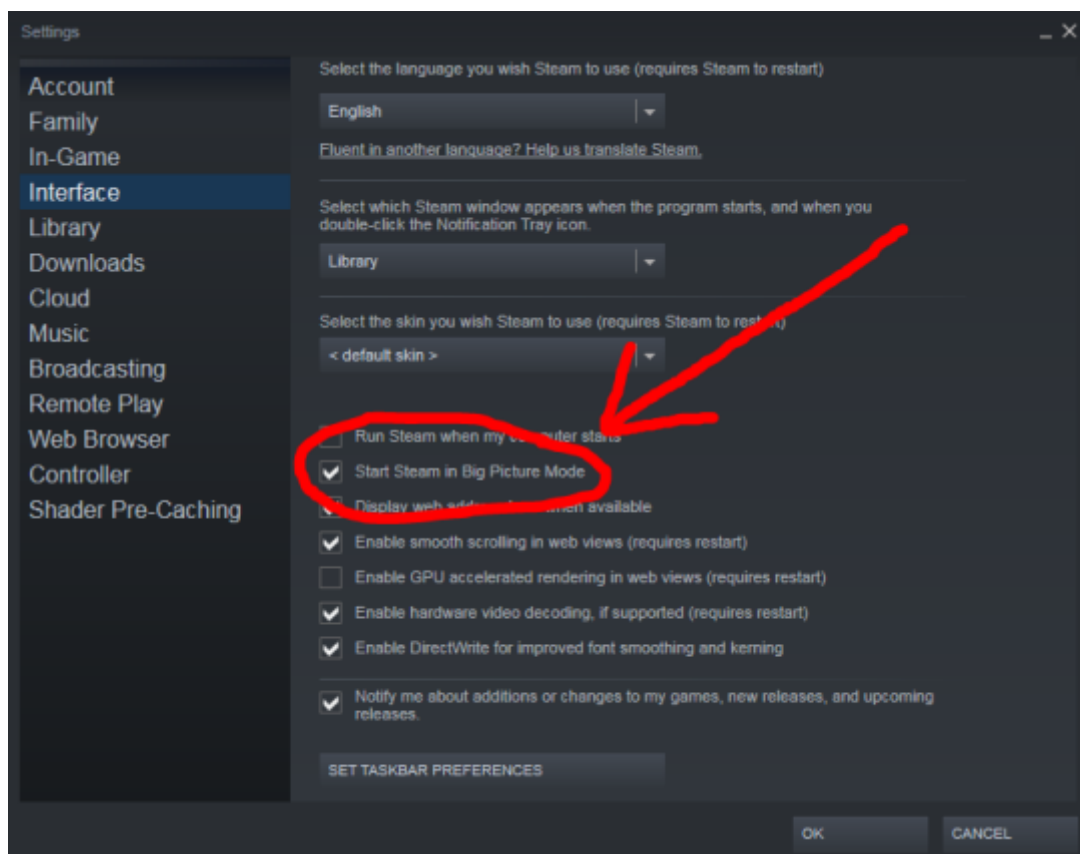 Settings
Account
Family
In-Game
Interface
Library
Downloads
Cloud
Music
Broadcasting
Remote Play
Web Browser
Controller
Shader Pre-Caching
Select the language you wish Steam to use (requires Steam to restart)
English
Fluent in another language? Help us translate Steam.
Select which Steam window appears when the program starts, and when you
double-click the Notification Tray icon.
Library
Select the skin you wish Steam to use (requires Steam to restart)
< default skin >
Run Steam when my computer starts
Start Steam in Big Picture Mode
Display web when available
Enable smooth scrolling in web views (requires restart)
Enable GPU accelerated rendering in web views (requires restart)
Enable hardware video decoding, if supported (requires restart)
Enable DirectWrite for improved font smoothing and kerning
Notify me about additions or changes to my games, new releases, and upcoming
releases.
SET TASKBAR PREFERENCES
OK
CANCEL